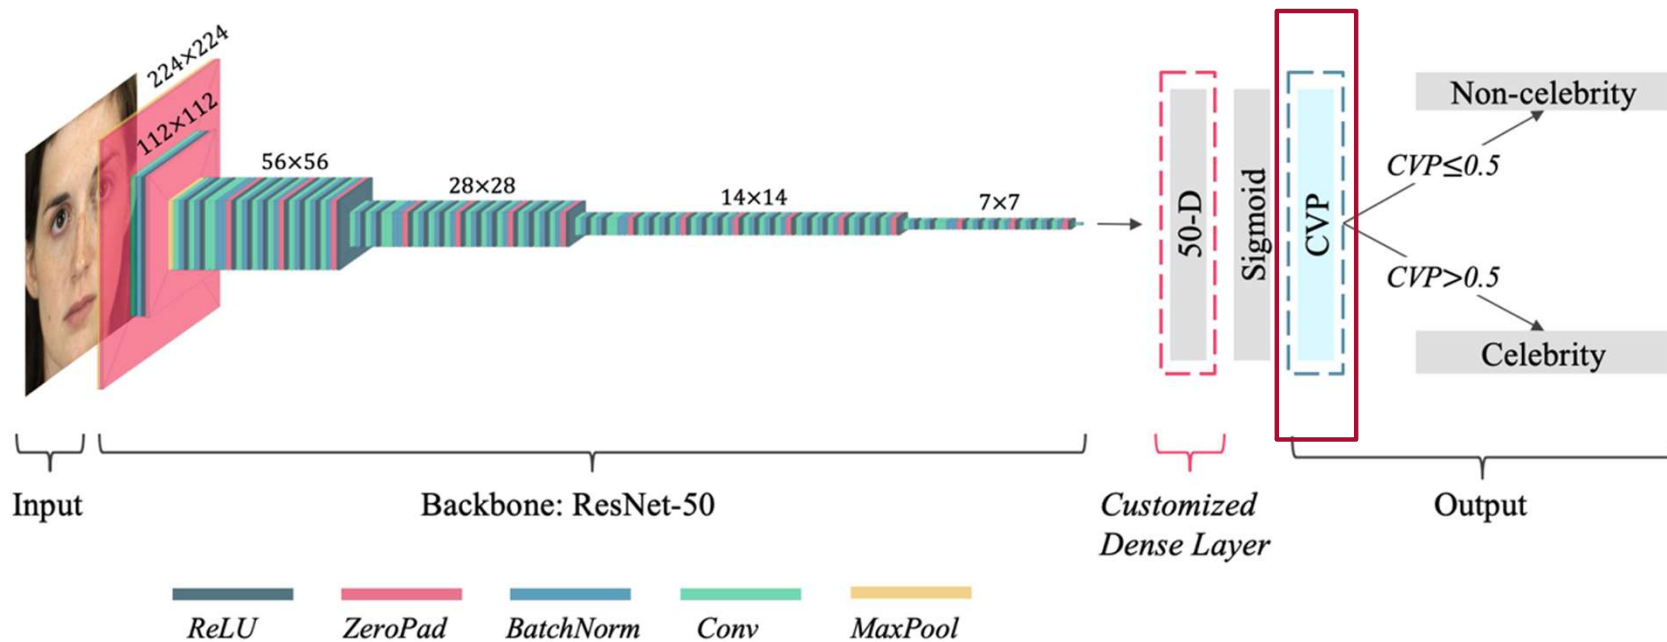 224×224
112×112
56×56
28×28
14×14
7×7
50-D
Sigmoid
CVP
Non-celebrity
CVP≤0.5
CVP>0.5
Celebrity
Input
Backbone: ResNet-50
Customized
Dense Layer
Output
ReLU
ZeroPad
BatchNorm
Conv
MaxPool